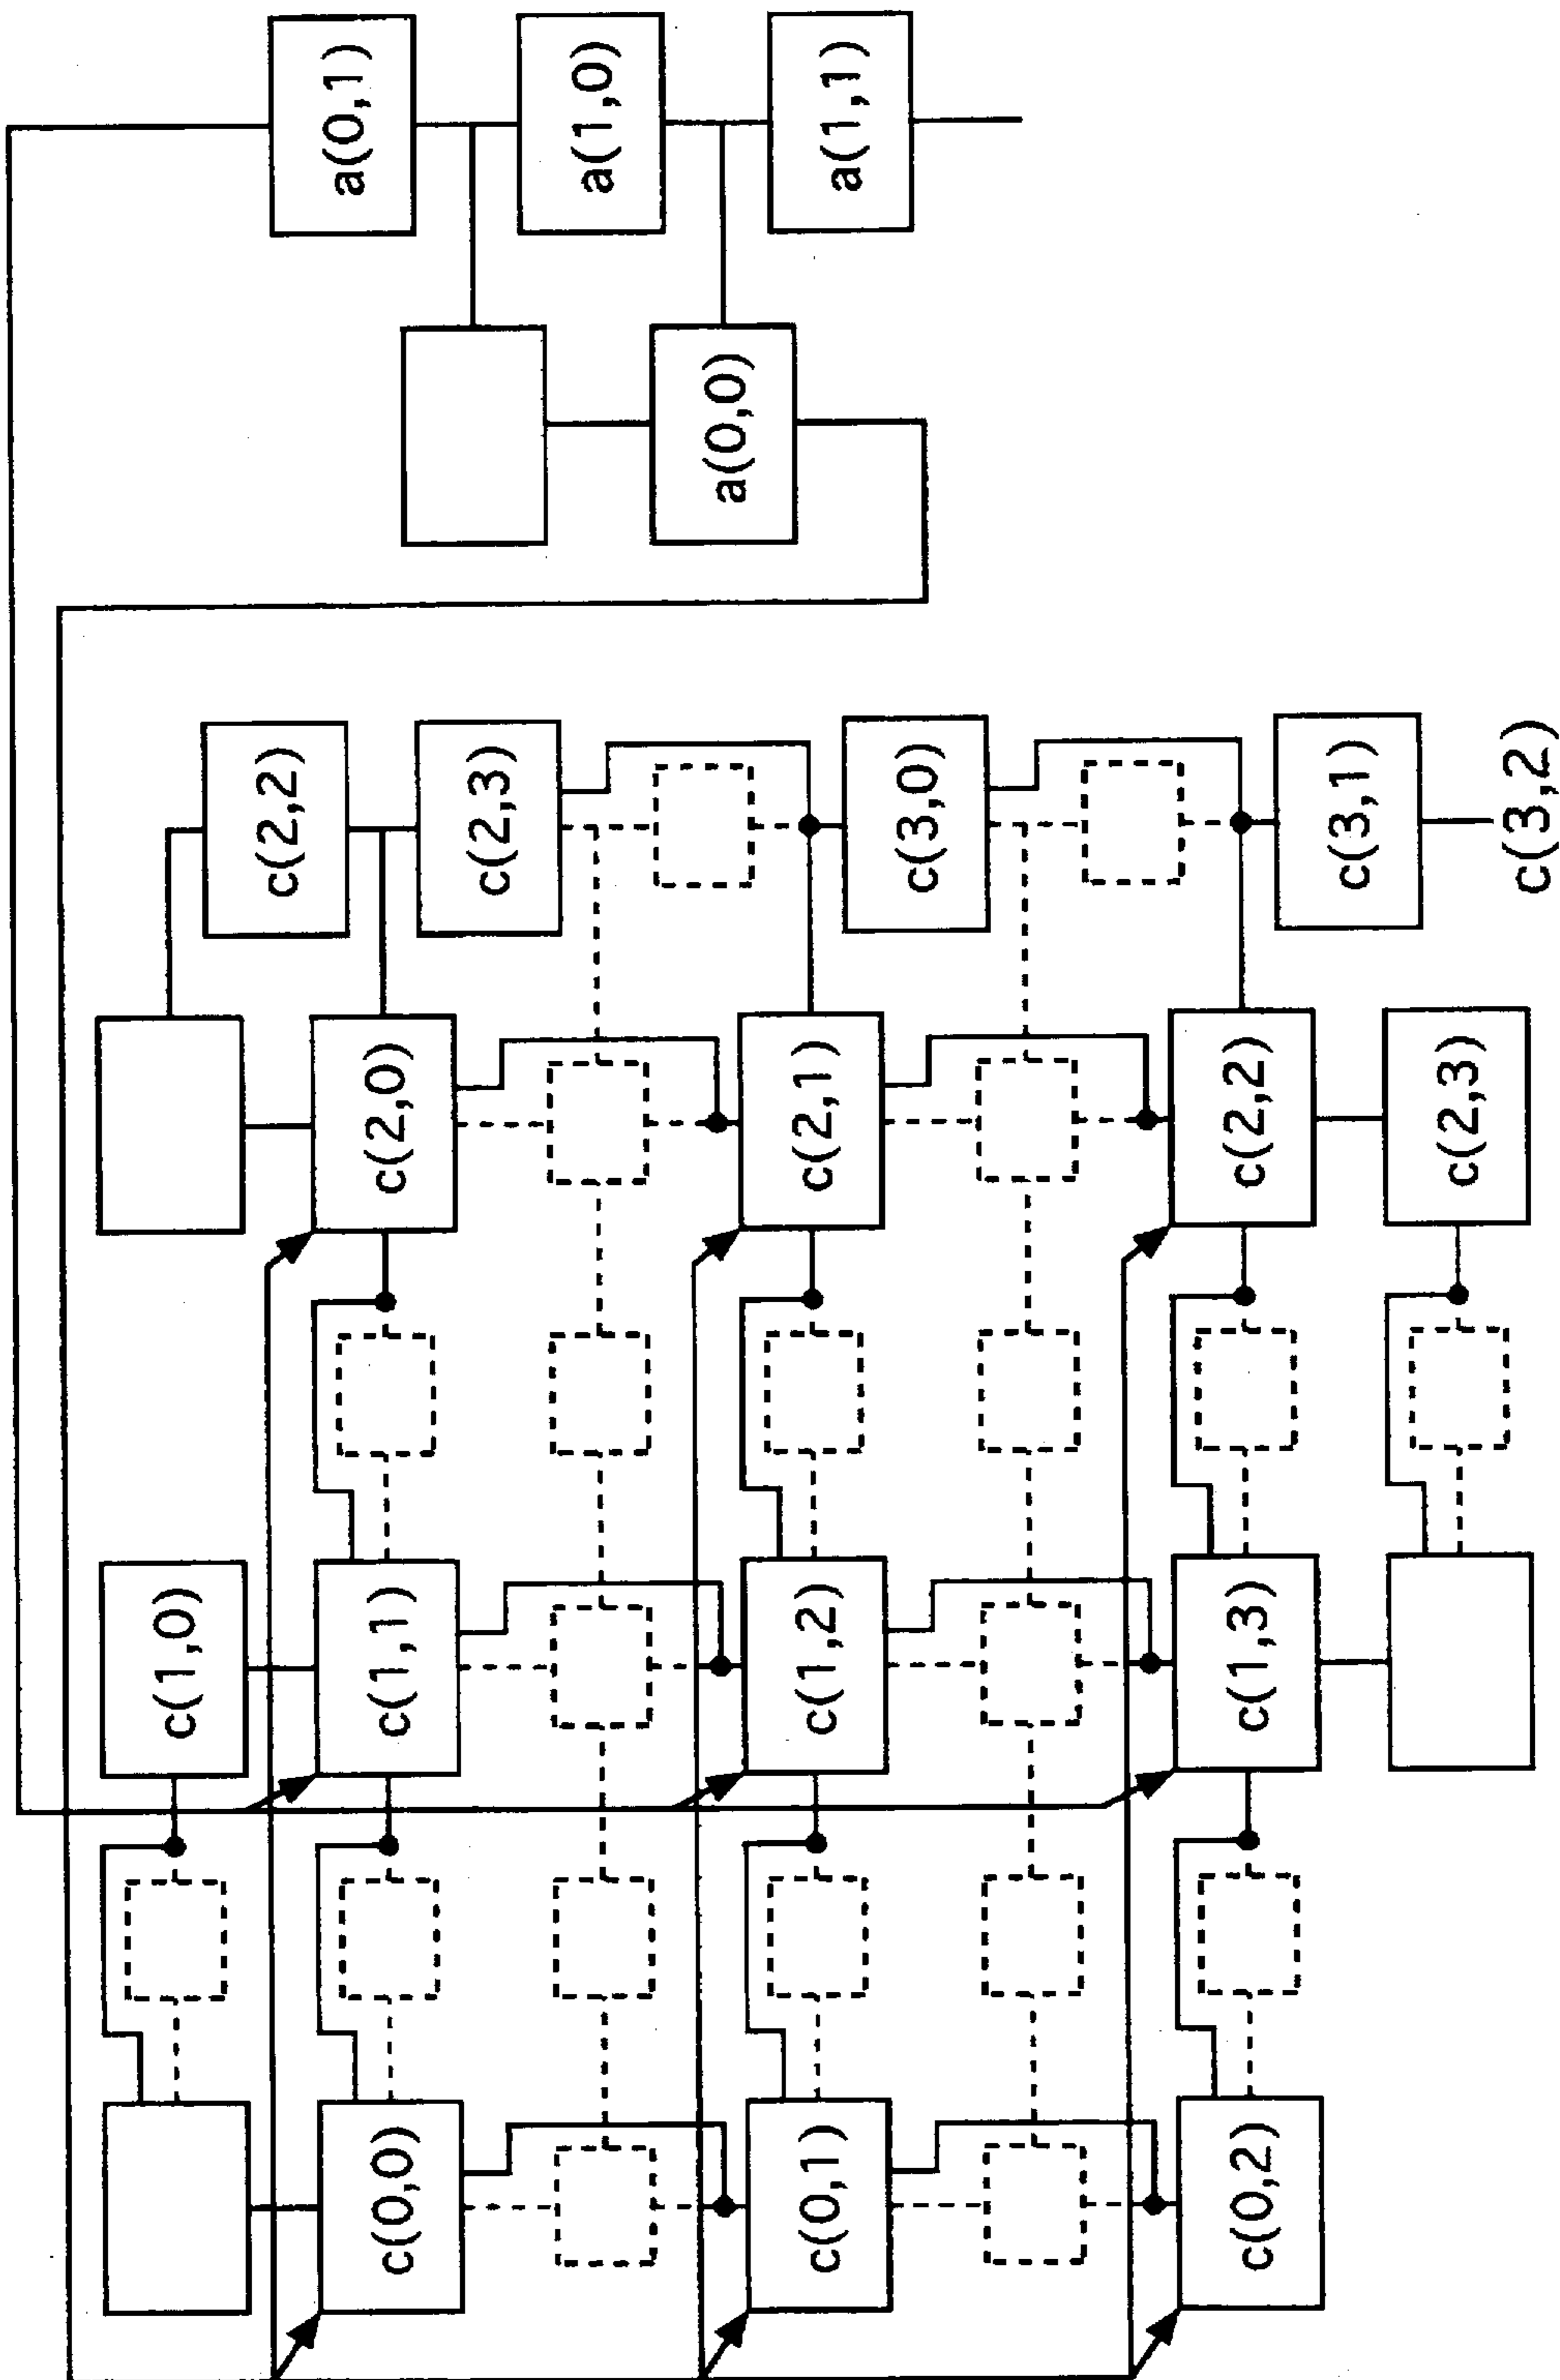 c(1,0)
c(2,2)
a(0,1)
c(0,0)
c(1,1)
c(2,0)
c(2,3)
a(1,0)
a(0,0)
c(0,1)
c(1,2)
c(2,1)
a(1,1)
c(3,0)
c(0,2)
c(1,3)
c(2,2)
c(3,1)
c(2,3)
c(3,2)